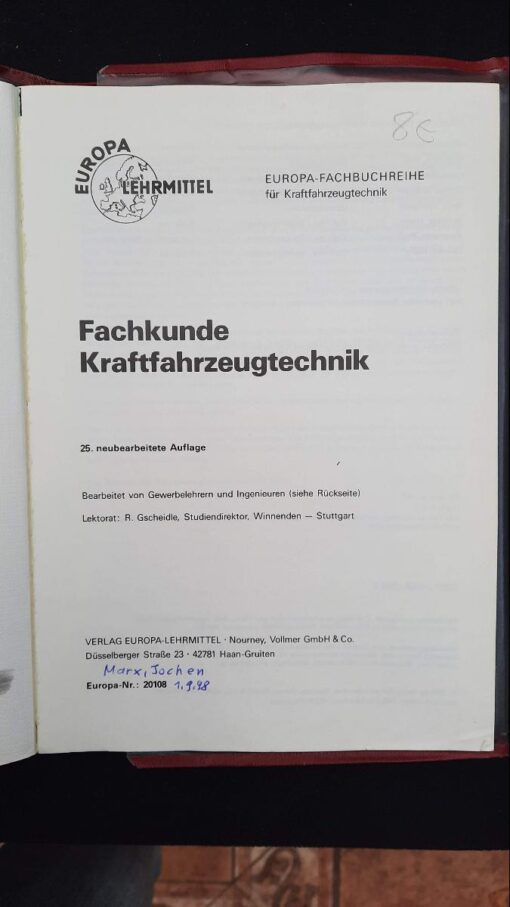 8€
EUROPA
LEHRMITTEL
EUROPA-FACHBUCHREIHE
für Kraftfahrzeugtechnik
Fachkunde
Kraftfahrzeugtechnik
25. neubearbeitete Auflage
Bearbeitet von Gewerbelehrern und Ingenieuren (siehe Rückseite)
Lektorat: R. Gscheidle, Studiendirektor, Winnenden — Stuttgart
VERLAG EUROPA-LEHRMITTEL · Nourney, Vollmer GmbH & Co.
Düsselberger Straße 23 · 42781 Haan-Gruiten
Marx, Jochen
Europa-Nr.: 20108 1.9.98